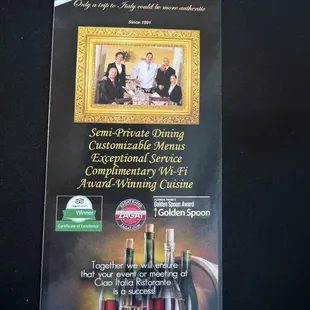 Only a trip to Italy could be more authentic
Since 1991
Semi-Private Dining
Customizable Menus
Exceptional Service
Complimentary Wi-Fi
Award-Winning Cuisine
Winner!
Certificate of Excellence
ZAGAT
Golden Spoon Award
Golden Spoon
Together we will ensure
that your event or meeting at
Ciao Italia Ristorante
is a success!